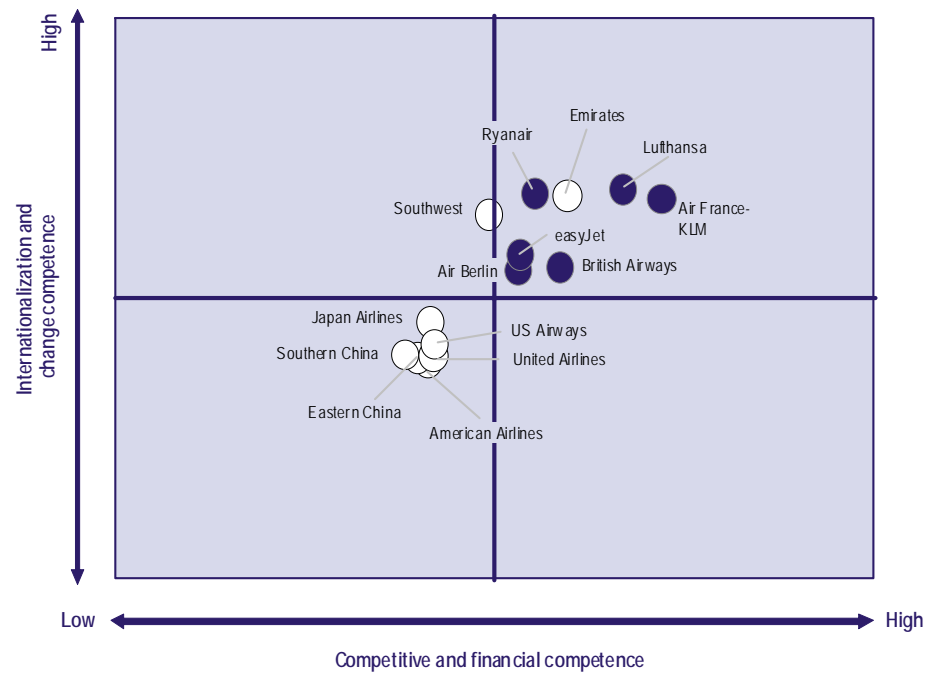 High
Emirates
Ryanair
Lufthansa
Southwest
Air France-
KLM
easyJet
Air Berlin
British Airways
Internationalization and
change competence
Japan Airlines
US Airways
Southern China
United Airlines
Eastern China
American Airlines
Low
High
Competitive and financial competence